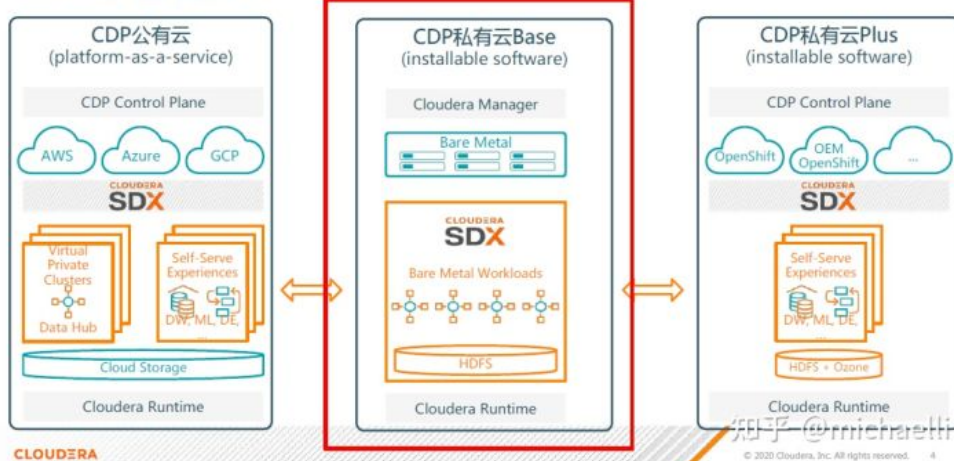 CDP公有云
(platform-as-a-service)
CDP Control Plane
AWS
Azure
GCP
CLOUDERA
SDX
Virtual
Private
Clusters
Data Hub
Self-Serve
Experiences
DW, ML, DE,
...
Cloud Storage
Cloudera Runtime
CDP私有云Base
(installable software)
Cloudera Manager
Bare Metal
CLOUDERA
SDX
Bare Metal Workloads
HDFS
Cloudera Runtime
CDP私有云Plus
(installable software)
CDP Control Plane
OpenShift
OEM
OpenShift
...
CLOUDERA
SDX
Self-Serve
Experiences
DW, ML, DE,
...
HDFS + Ozone
Cloudera Runtime
知乎 @michaelli
CLOUDERA
© 2020 Cloudera, Inc. All rights reserved. 4